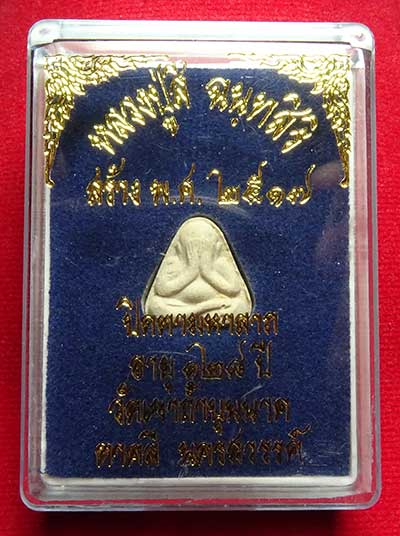 หลวงปู่สี ฉันทสิริ
สร้าง พ.ศ. ๒๕๑๗
ปิดตามหาลาภ
อายุ ๑๒๘ ปี
วัดเขาถ้ำบุนนาค
ตาคลี นครสวรรค์